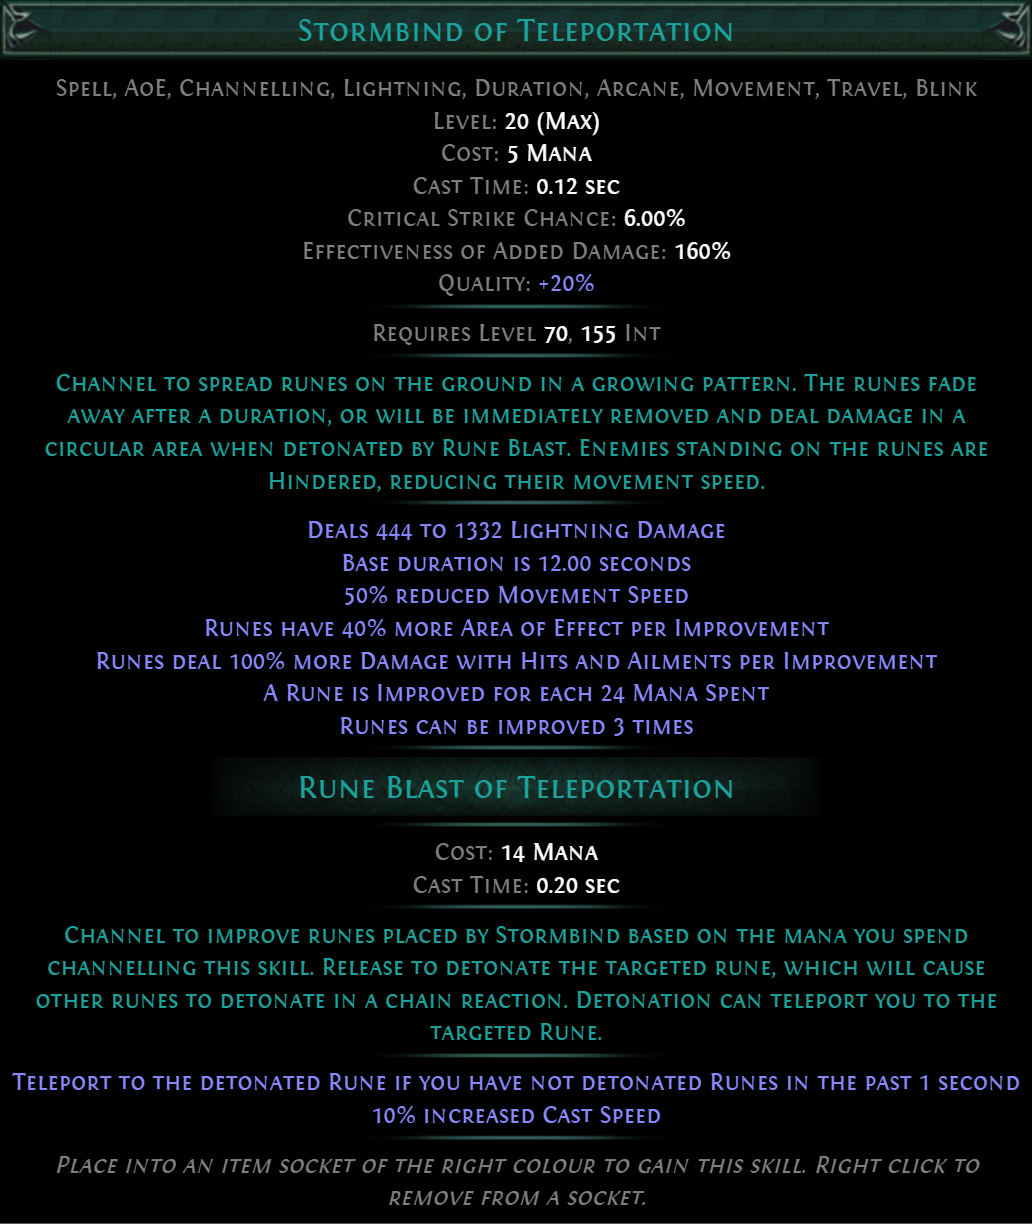 Stormbind of Teleportation
Spell, AoE, Channelling, Lightning, Duration, Arcane, Movement, Travel, Blink
Level: 20 (Max)
Cost: 5 Mana
Cast Time: 0.12 sec
Critical Strike Chance: 6.00%
Effectiveness of Added Damage: 160%
Quality: +20%
Requires Level 70, 155 Int
Channel to spread runes on the ground in a growing pattern. The runes fade
away after a duration, or will be immediately removed and deal damage in a
circular area when detonated by Rune Blast. Enemies standing on the runes are
Hindered, reducing their movement speed.
Deals 444 to 1332 Lightning Damage
Base duration is 12.00 seconds
50% reduced Movement Speed
Runes have 40% more Area of Effect per Improvement
Runes deal 100% more Damage with Hits and Ailments per Improvement
A Rune is Improved for each 24 Mana Spent
Runes can be improved 3 times
Rune Blast of Teleportation
Cost: 14 Mana
Cast Time: 0.20 sec
Channel to improve runes placed by Stormbind based on the mana you spend
channelling this skill. Release to detonate the targeted rune, which will cause
other runes to detonate in a chain reaction. Detonation can teleport you to the
targeted Rune.
Teleport to the detonated Rune if you have not detonated Runes in the past 1 second
10% increased Cast Speed
Place into an item socket of the right colour to gain this skill. Right click to
remove from a socket.